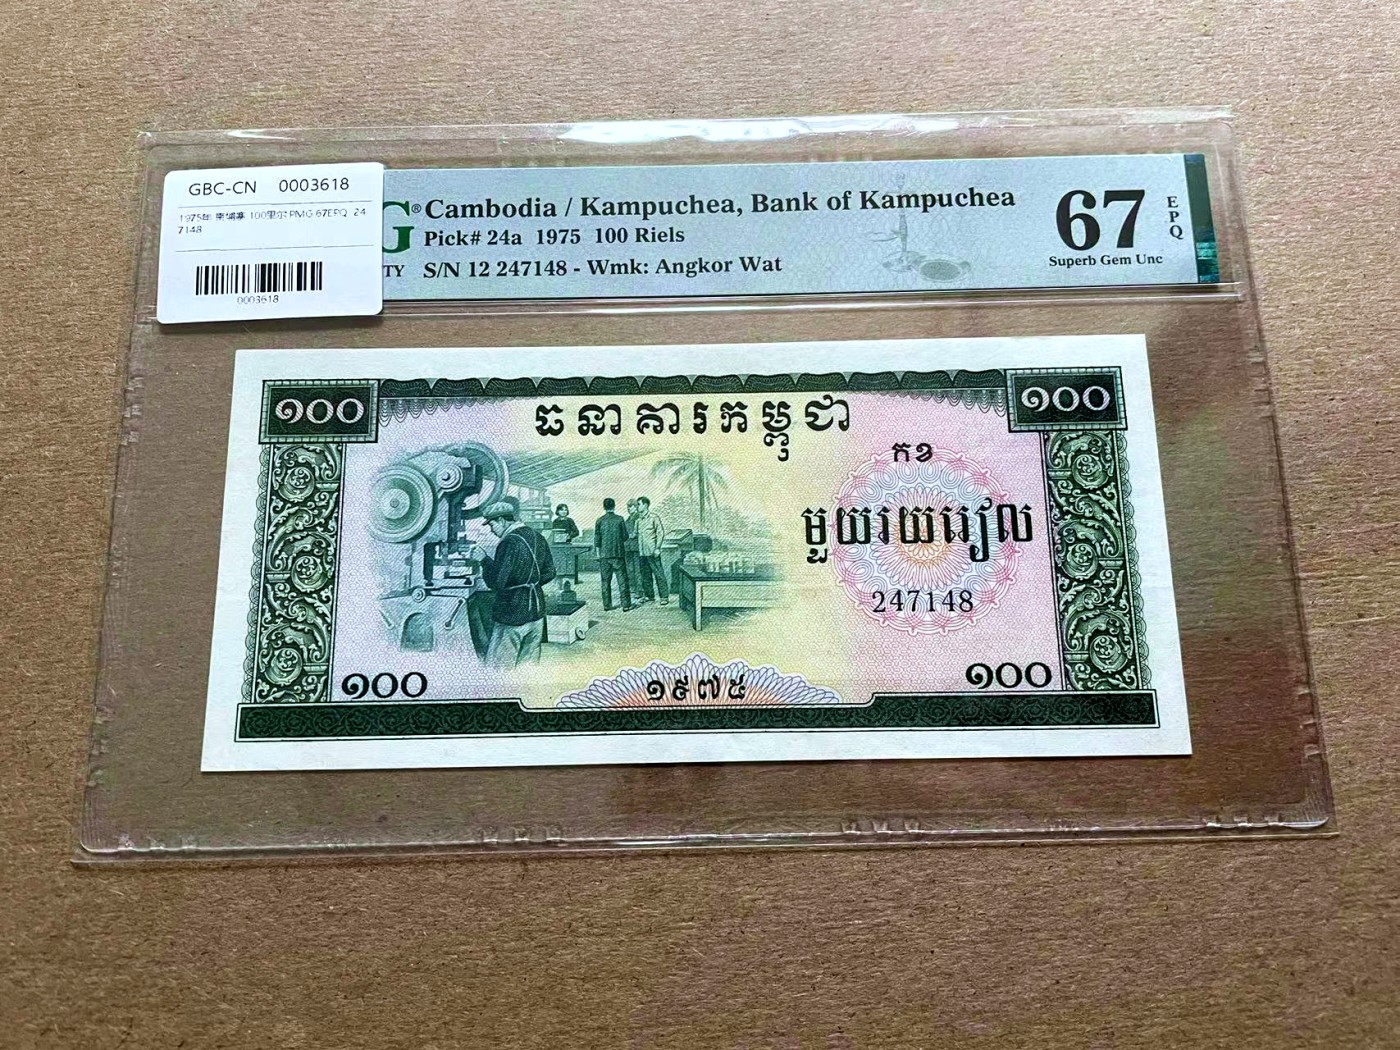 GBC-CN 0003618
1975年 柬埔寨 100里尔 PMG 67EPQ 24
7148
0003618
G® Cambodia / Kampuchea, Bank of Kampuchea
Pick# 24a 1975 100 Riels
TY S/N 12 247148 - Wmk: Angkor Wat
67
EPQ
Superb Gem Unc
១០០
១០០
ធនាគារកម្ពុជា
កខ
មួយរយរៀល
247148
១០០
១៩៧៥
១០០